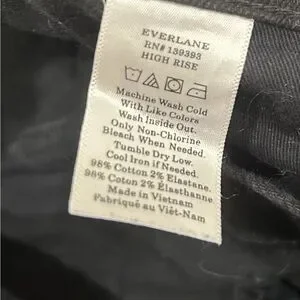 EVERLANE
RN# 139393
HIGH RISE
Machine Wash Cold
With Like Colors
Wash Inside Out.
Only Non-Chlorine
Bleach When Needed.
Tumble Dry Low.
Cool Iron if Needed.
98% Cotton 2% Elastane.
98% Coton 2% Élasthanne.
Made in Vietnam
Fabriqué au Viêt-Nam